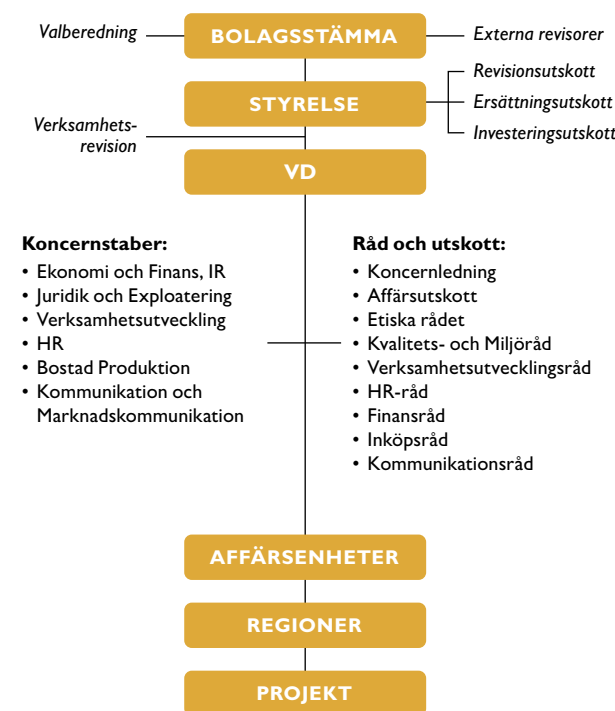 Valberedning
BOLAGSSTÄMMA
Externa revisorer
Revisionsutskott
STYRELSE
Ersättningsutskott
Verksamhets-
revision
Investeringsutskott
VD
Koncernstaber:
• Ekonomi och Finans, IR
• Juridik och Exploatering
• Verksamhetsutveckling
• HR
• Bostad Produktion
• Kommunikation och
Marknadskommunikation
Råd och utskott:
• Koncernledning
• Affärsutskott
• Etiska rådet
• Kvalitets- och Miljöråd
• Verksamhetsutvecklingsråd
• HR-råd
• Finansråd
• Inköpsråd
• Kommunikationsråd
AFFÄRSENHETER
REGIONER
PROJEKT